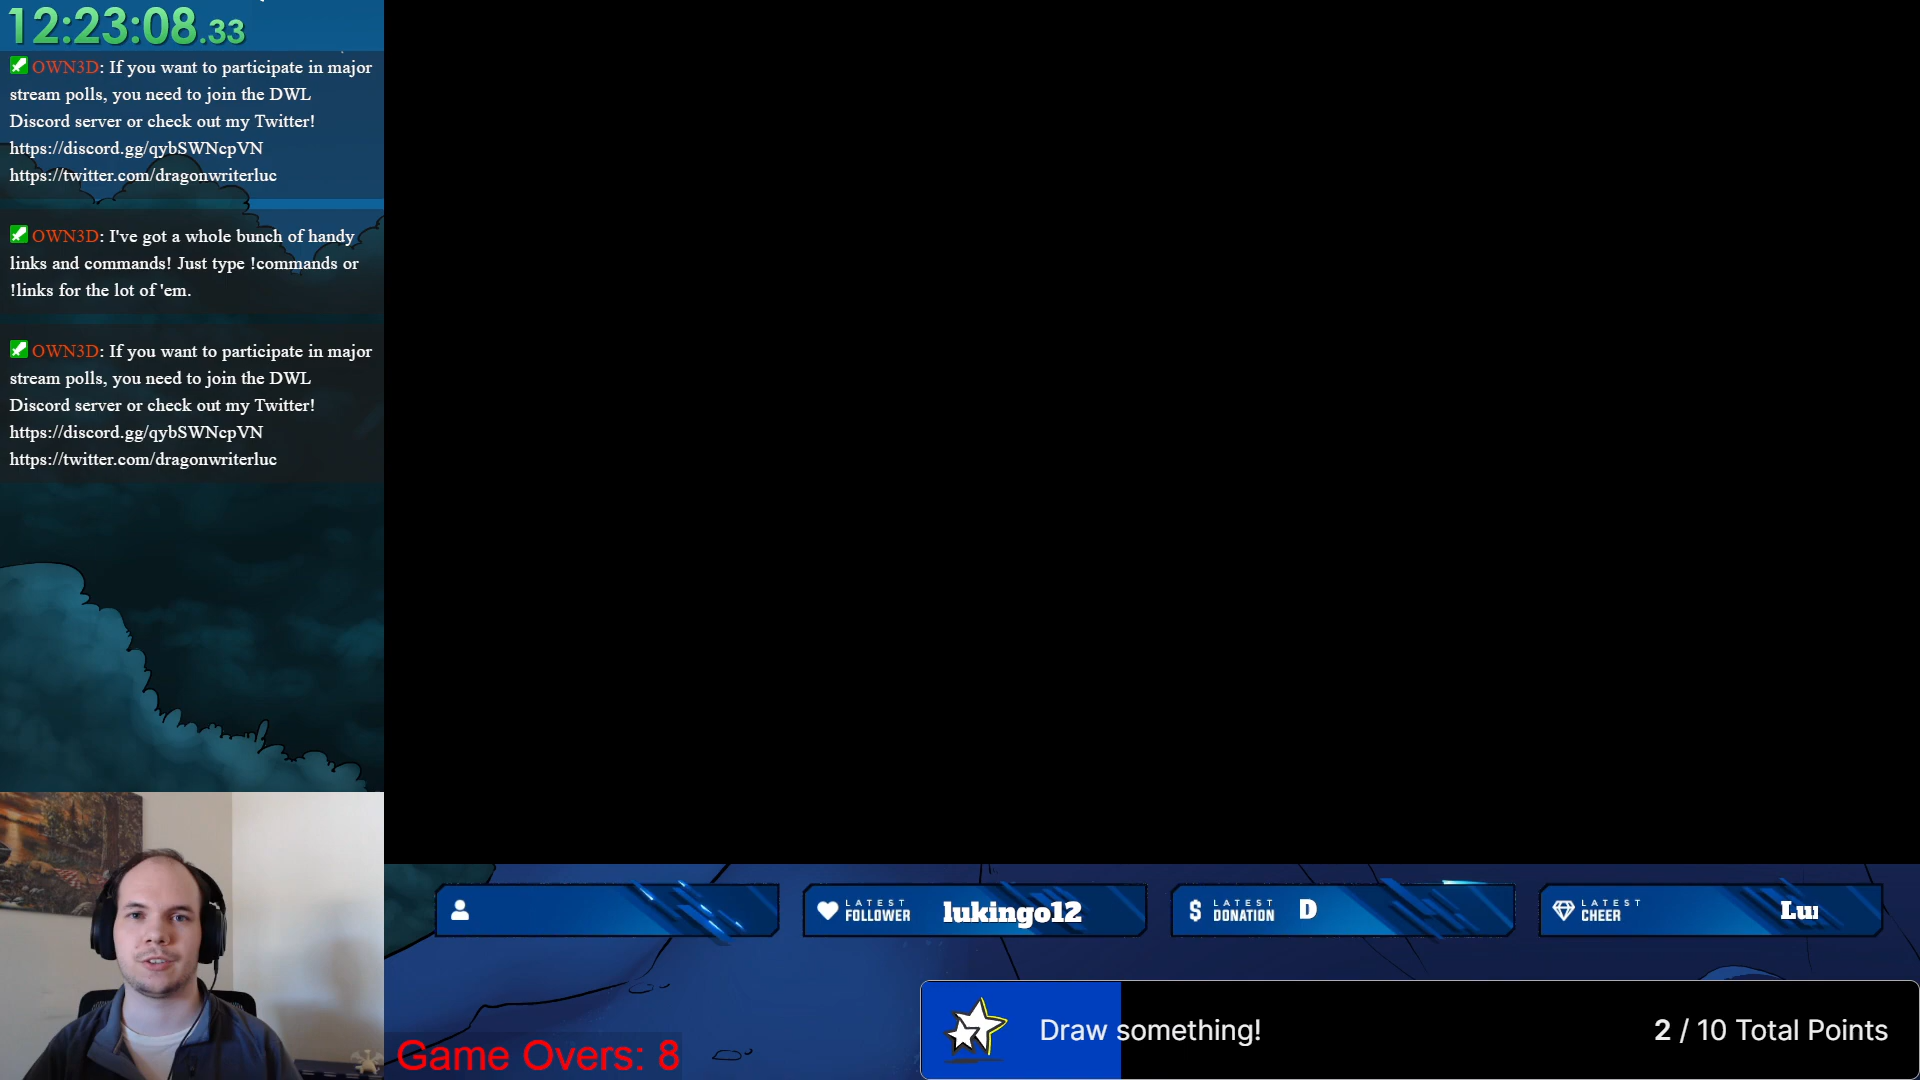 12:23:08.33
OWN3D: If you want to participate in major
stream polls, you need to join the DWL
Discord server or check out my Twitter!
https://discord.gg/qybSWNcpVN
https://twitter.com/dragonwriterluc
OWN3D: I've got a whole bunch of handy
links and commands! Just type !commands or
!links for the lot of 'em.
OWN3D: If you want to participate in major
stream polls, you need to join the DWL
Discord server or check out my Twitter!
https://discord.gg/qybSWNcpVN
https://twitter.com/dragonwriterluc
LATEST
FOLLOWER
lukingo12
$
LATEST
DONATION
D
LATEST
CHEER
Draw something!
2 / 10 Total Points
Game Overs: 8